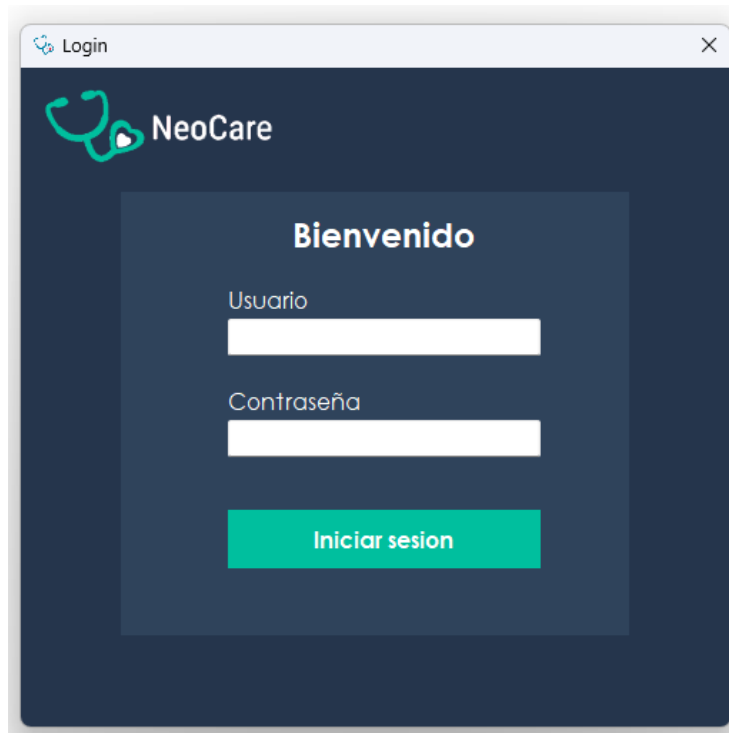 Login
NeoCare
Bienvenido
Usuario
Contraseña
Iniciar sesion